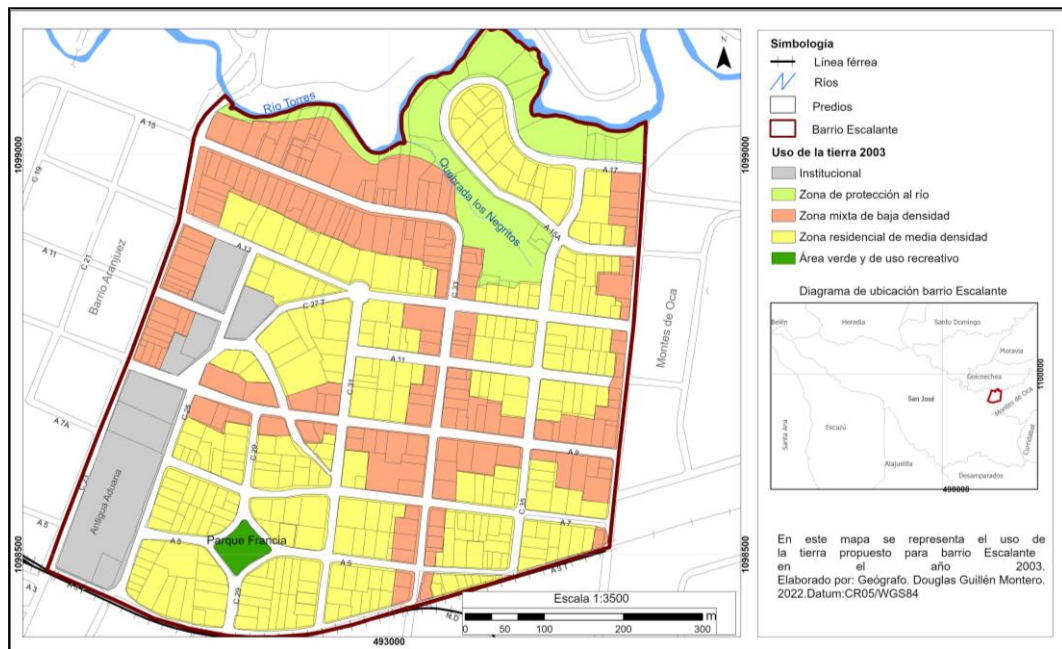 Río Torres
Quebrada los Negritos
Barrio Aranjuez
Montes de Oca
Antigua Aduana
Parque Francia
A 15
C 19
A 11
C 21
A 13
A 17
A 15A
C 33
C 27 7
A 11
C 31
A 7A
C 25
C 29
A 9
C 35
A 7
A 5
A 5
A 5
A 3
A 3
C 29
N.D
N
1099000
1099000
1098500
1098500
493000
Escala 1:3500
m
0 50 100 200 300
Simbología
Línea férrea
Ríos
Predios
Barrio Escalante
Uso de la tierra 2003
Institucional
Zona de protección al río
Zona mixta de baja densidad
Zona residencial de media densidad
Área verde y de uso recreativo
Diagrama de ubicación barrio Escalante
Belén
Heredia
Santo Domingo
Moravia
Goicoechea
San José
Montes de Oca
Santa Ana
Escazú
Curridabat
Alajuelita
Desamparados
1100000
490000
En este mapa se representa el uso de
la tierra propuesto para barrio Escalante
en el año 2003.
Elaborado por: Geógrafo. Douglas Guillén Montero.
2022.Datum:CR05/WGS84